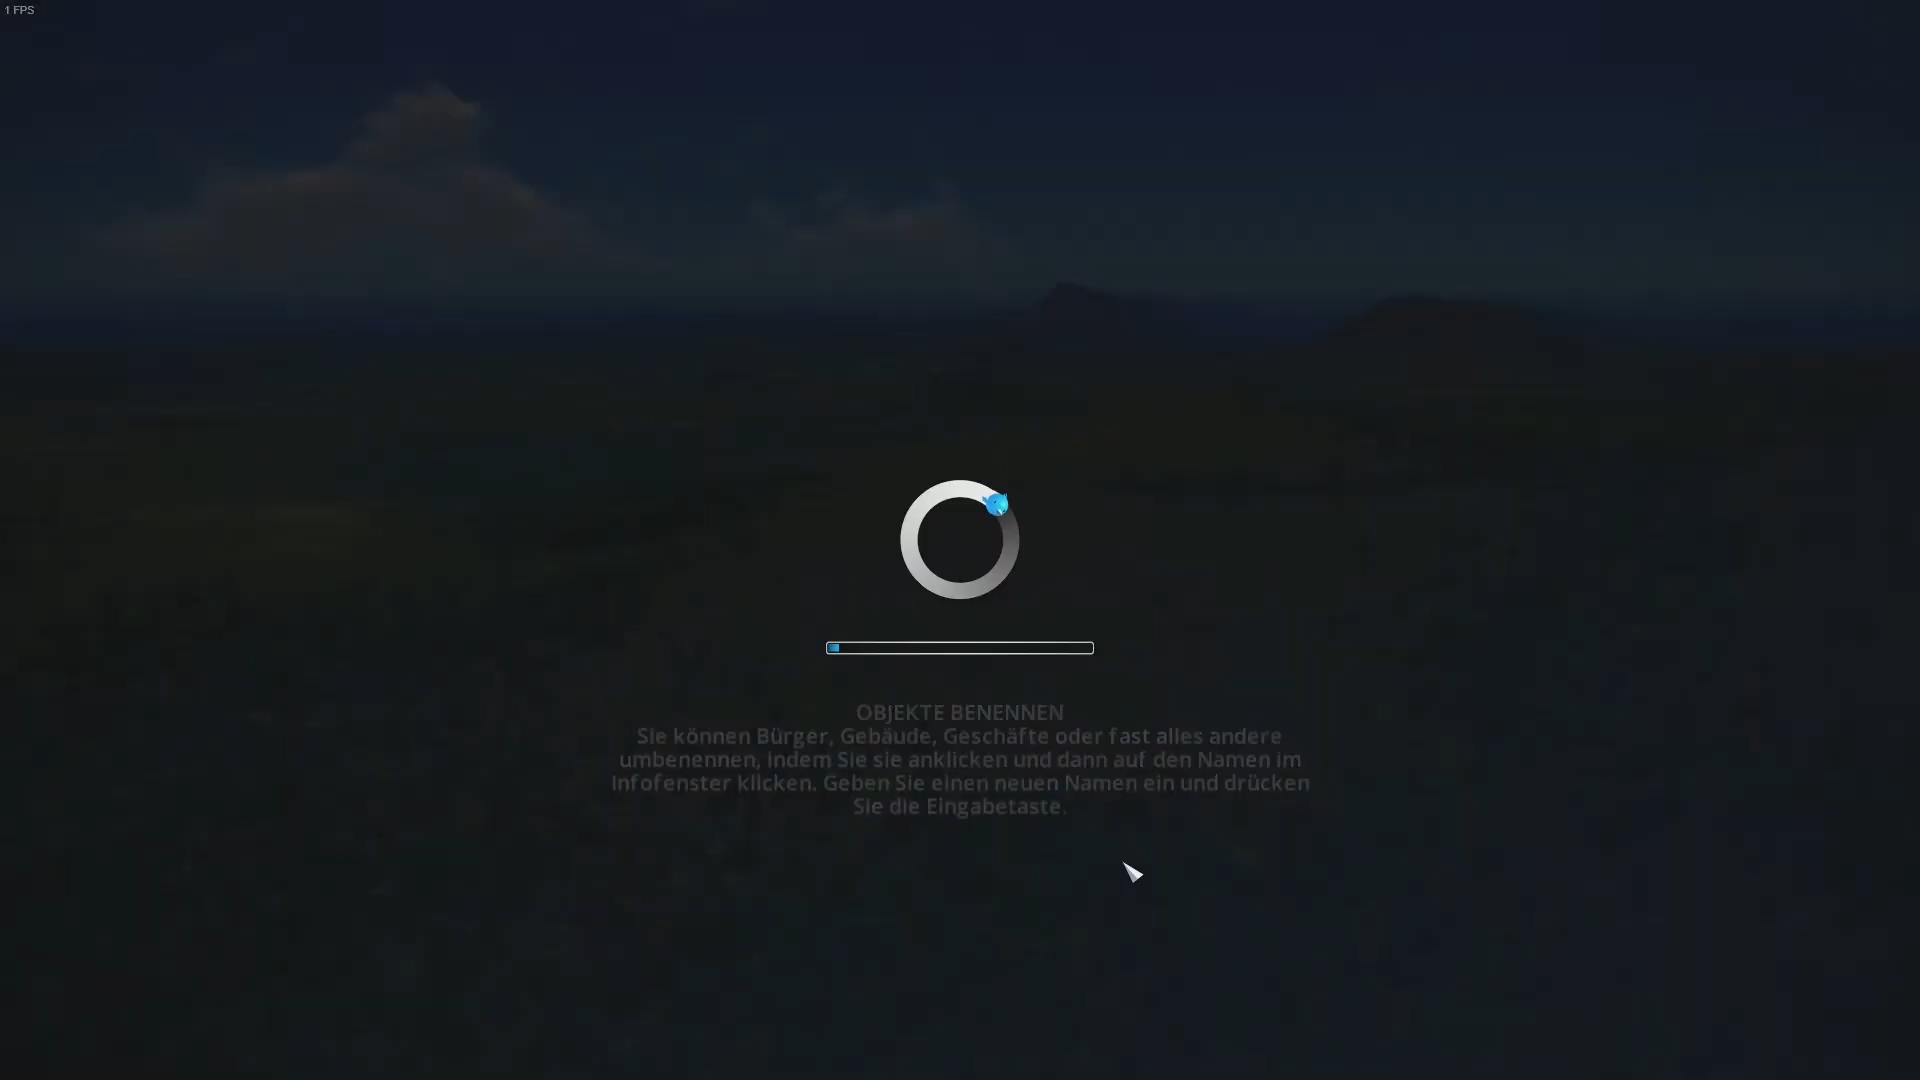 1 FPS
OBJEKTE BENENNEN
Sie können Bürger, Gebäude, Geschäfte oder fast alles andere
umbenennen, indem Sie sie anklicken und dann auf den Namen im
Infofenster klicken. Geben Sie einen neuen Namen ein und drücken
Sie die Eingabetaste.